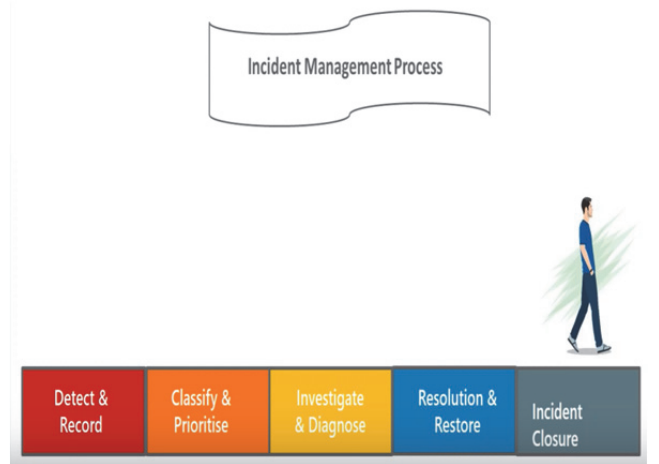 Incident Management Process
Detect &
Record
Classify &
Prioritise
Investigate
& Diagnose
Resolution &
Restore
Incident
Closure